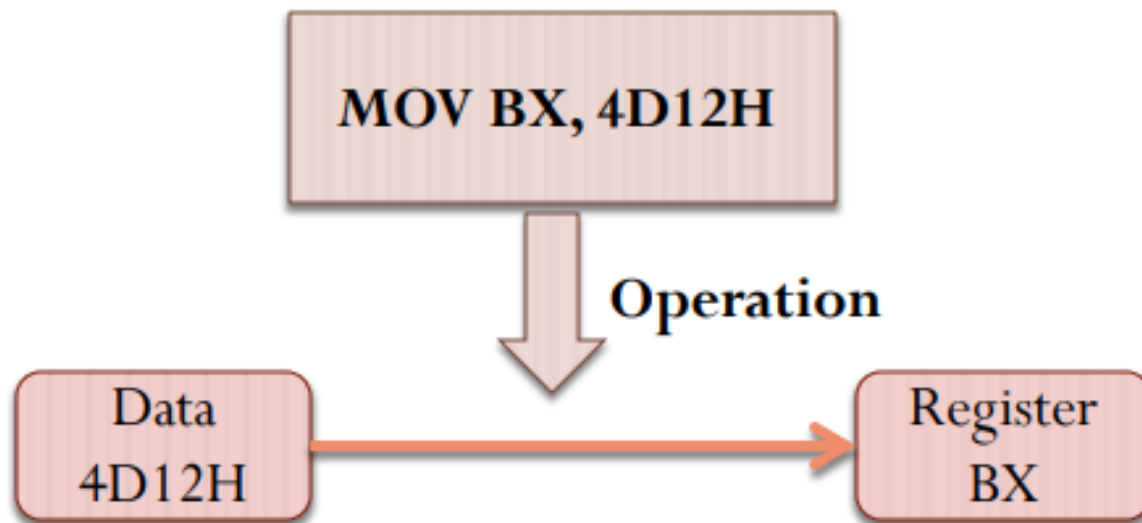 MOV BX, 4D12H
Operation
Data
4D12H
Register
BX